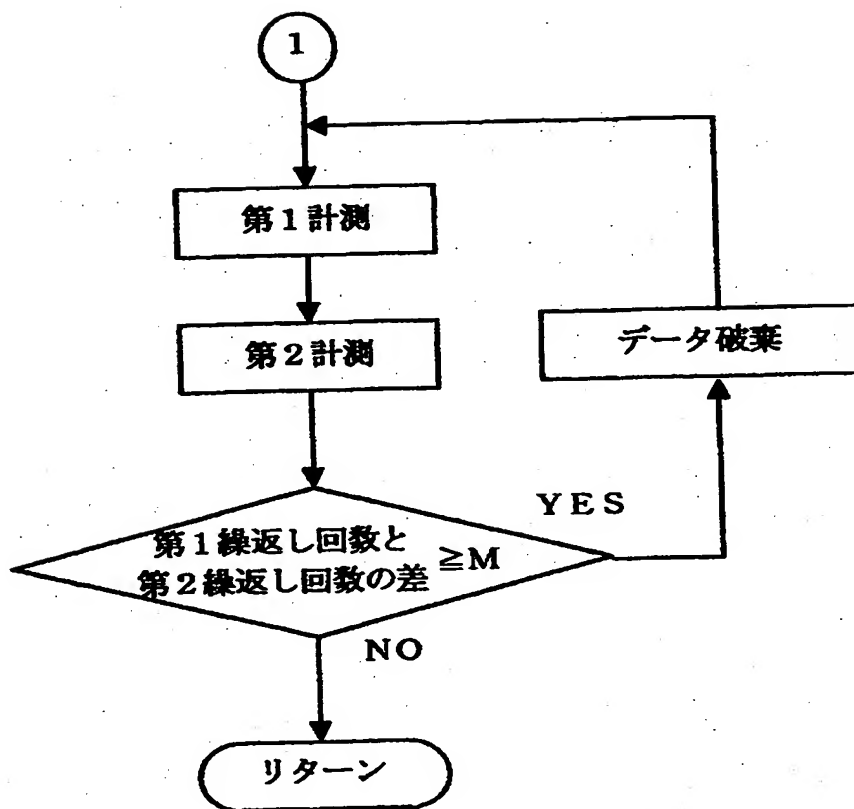 1
第1計測
第2計測
データ破棄
YES
第1繰返し回数と
第2繰返し回数の差 ≧M
NO
リターン